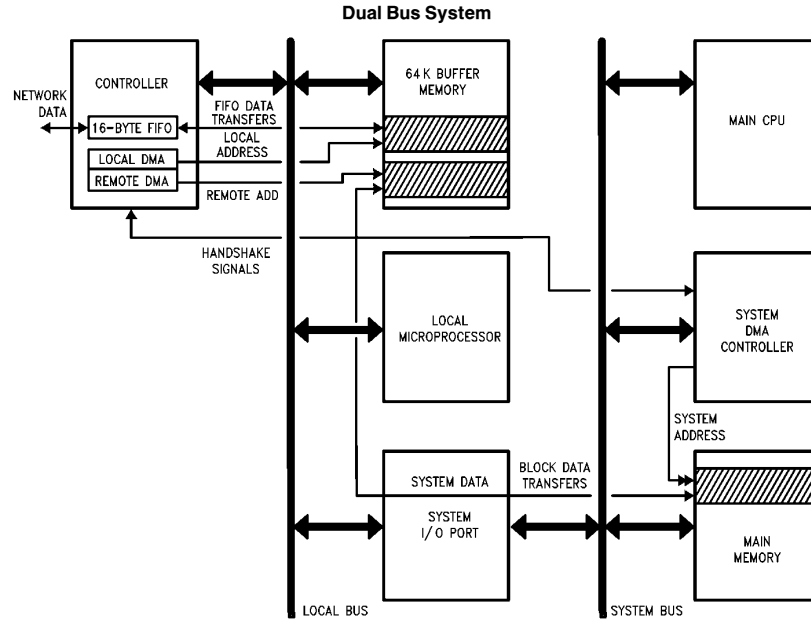 Dual Bus System
CONTROLLER
NETWORK
DATA
16-BYTE FIFO
LOCAL DMA
REMOTE DMA
FIFO DATA
TRANSFERS
LOCAL
ADDRESS
REMOTE ADD
64K BUFFER
MEMORY
MAIN CPU
HANDSHAKE
SIGNALS
LOCAL
MICROPROCESSOR
SYSTEM
DMA
CONTROLLER
SYSTEM
ADDRESS
SYSTEM DATA
BLOCK DATA
TRANSFERS
SYSTEM
I/O PORT
MAIN
MEMORY
LOCAL BUS
SYSTEM BUS